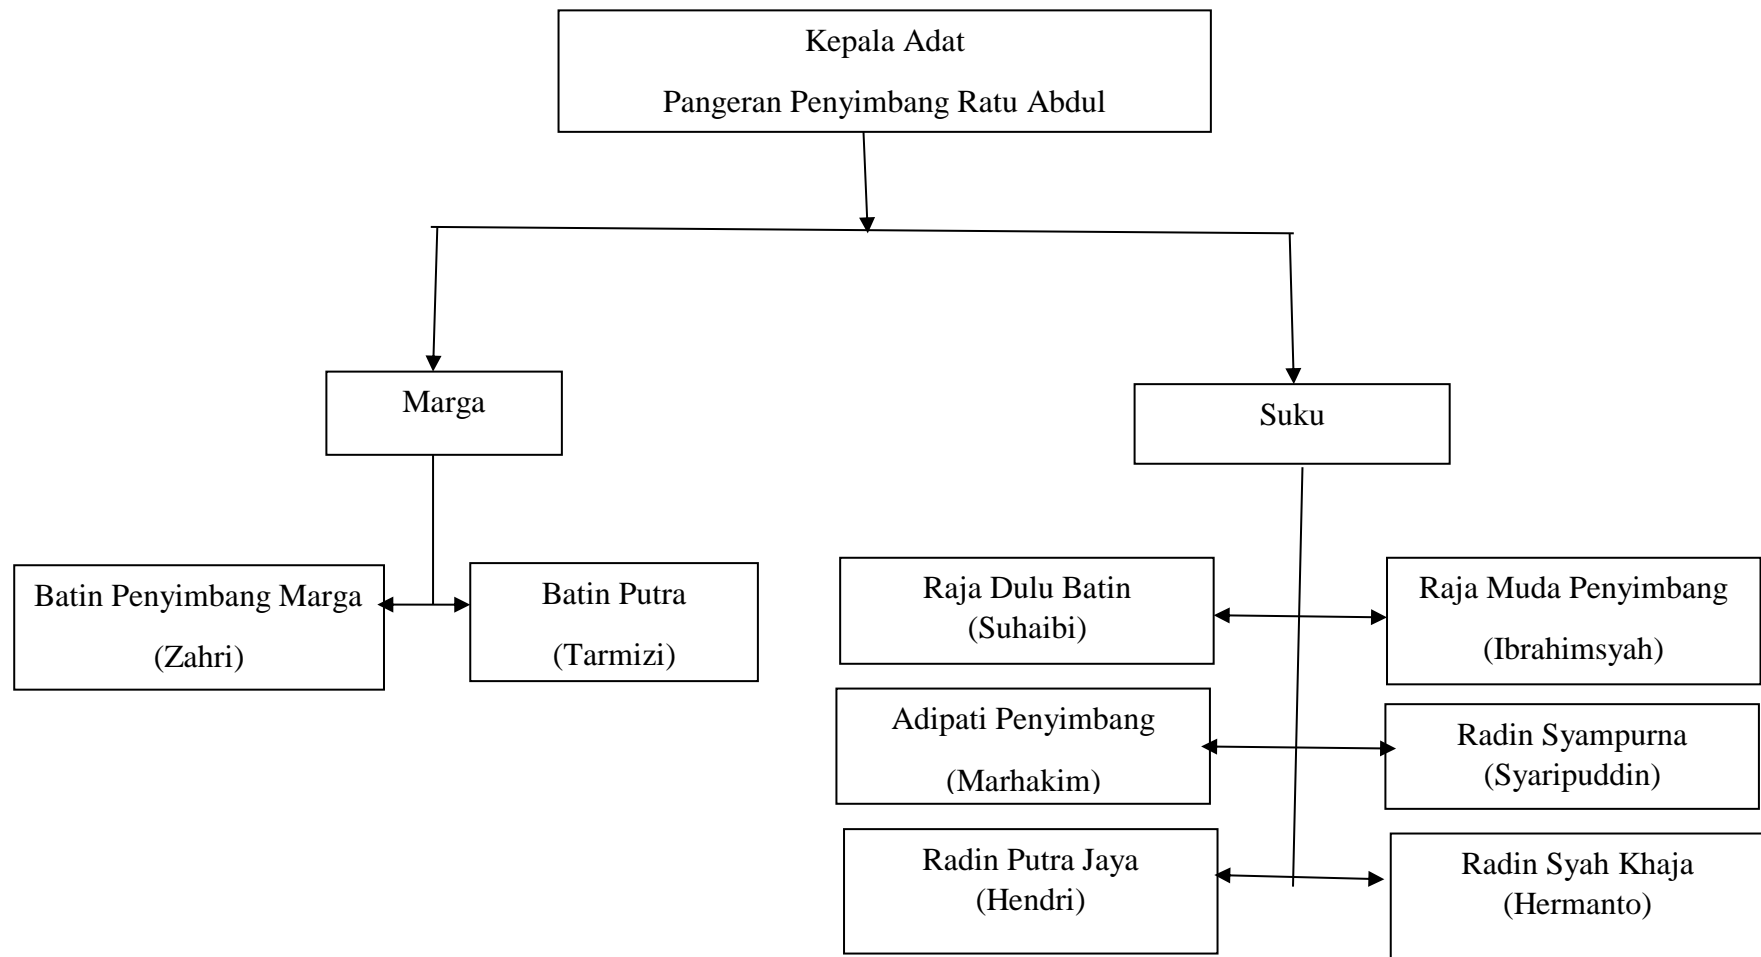 Kepala Adat
Pangeran Penyimbang Ratu Abdul
Marga
Suku
Batin Penyimbang Marga
(Zahri)
Batin Putra
(Tarmizi)
Raja Dulu Batin
(Suhaibi)
Raja Muda Penyimbang
(Ibrahimsyah)
Adipati Penyimbang
(Marhakim)
Radin Syampurna
(Syaripuddin)
Radin Putra Jaya
(Hendri)
Radin Syah Khaja
(Hermanto)